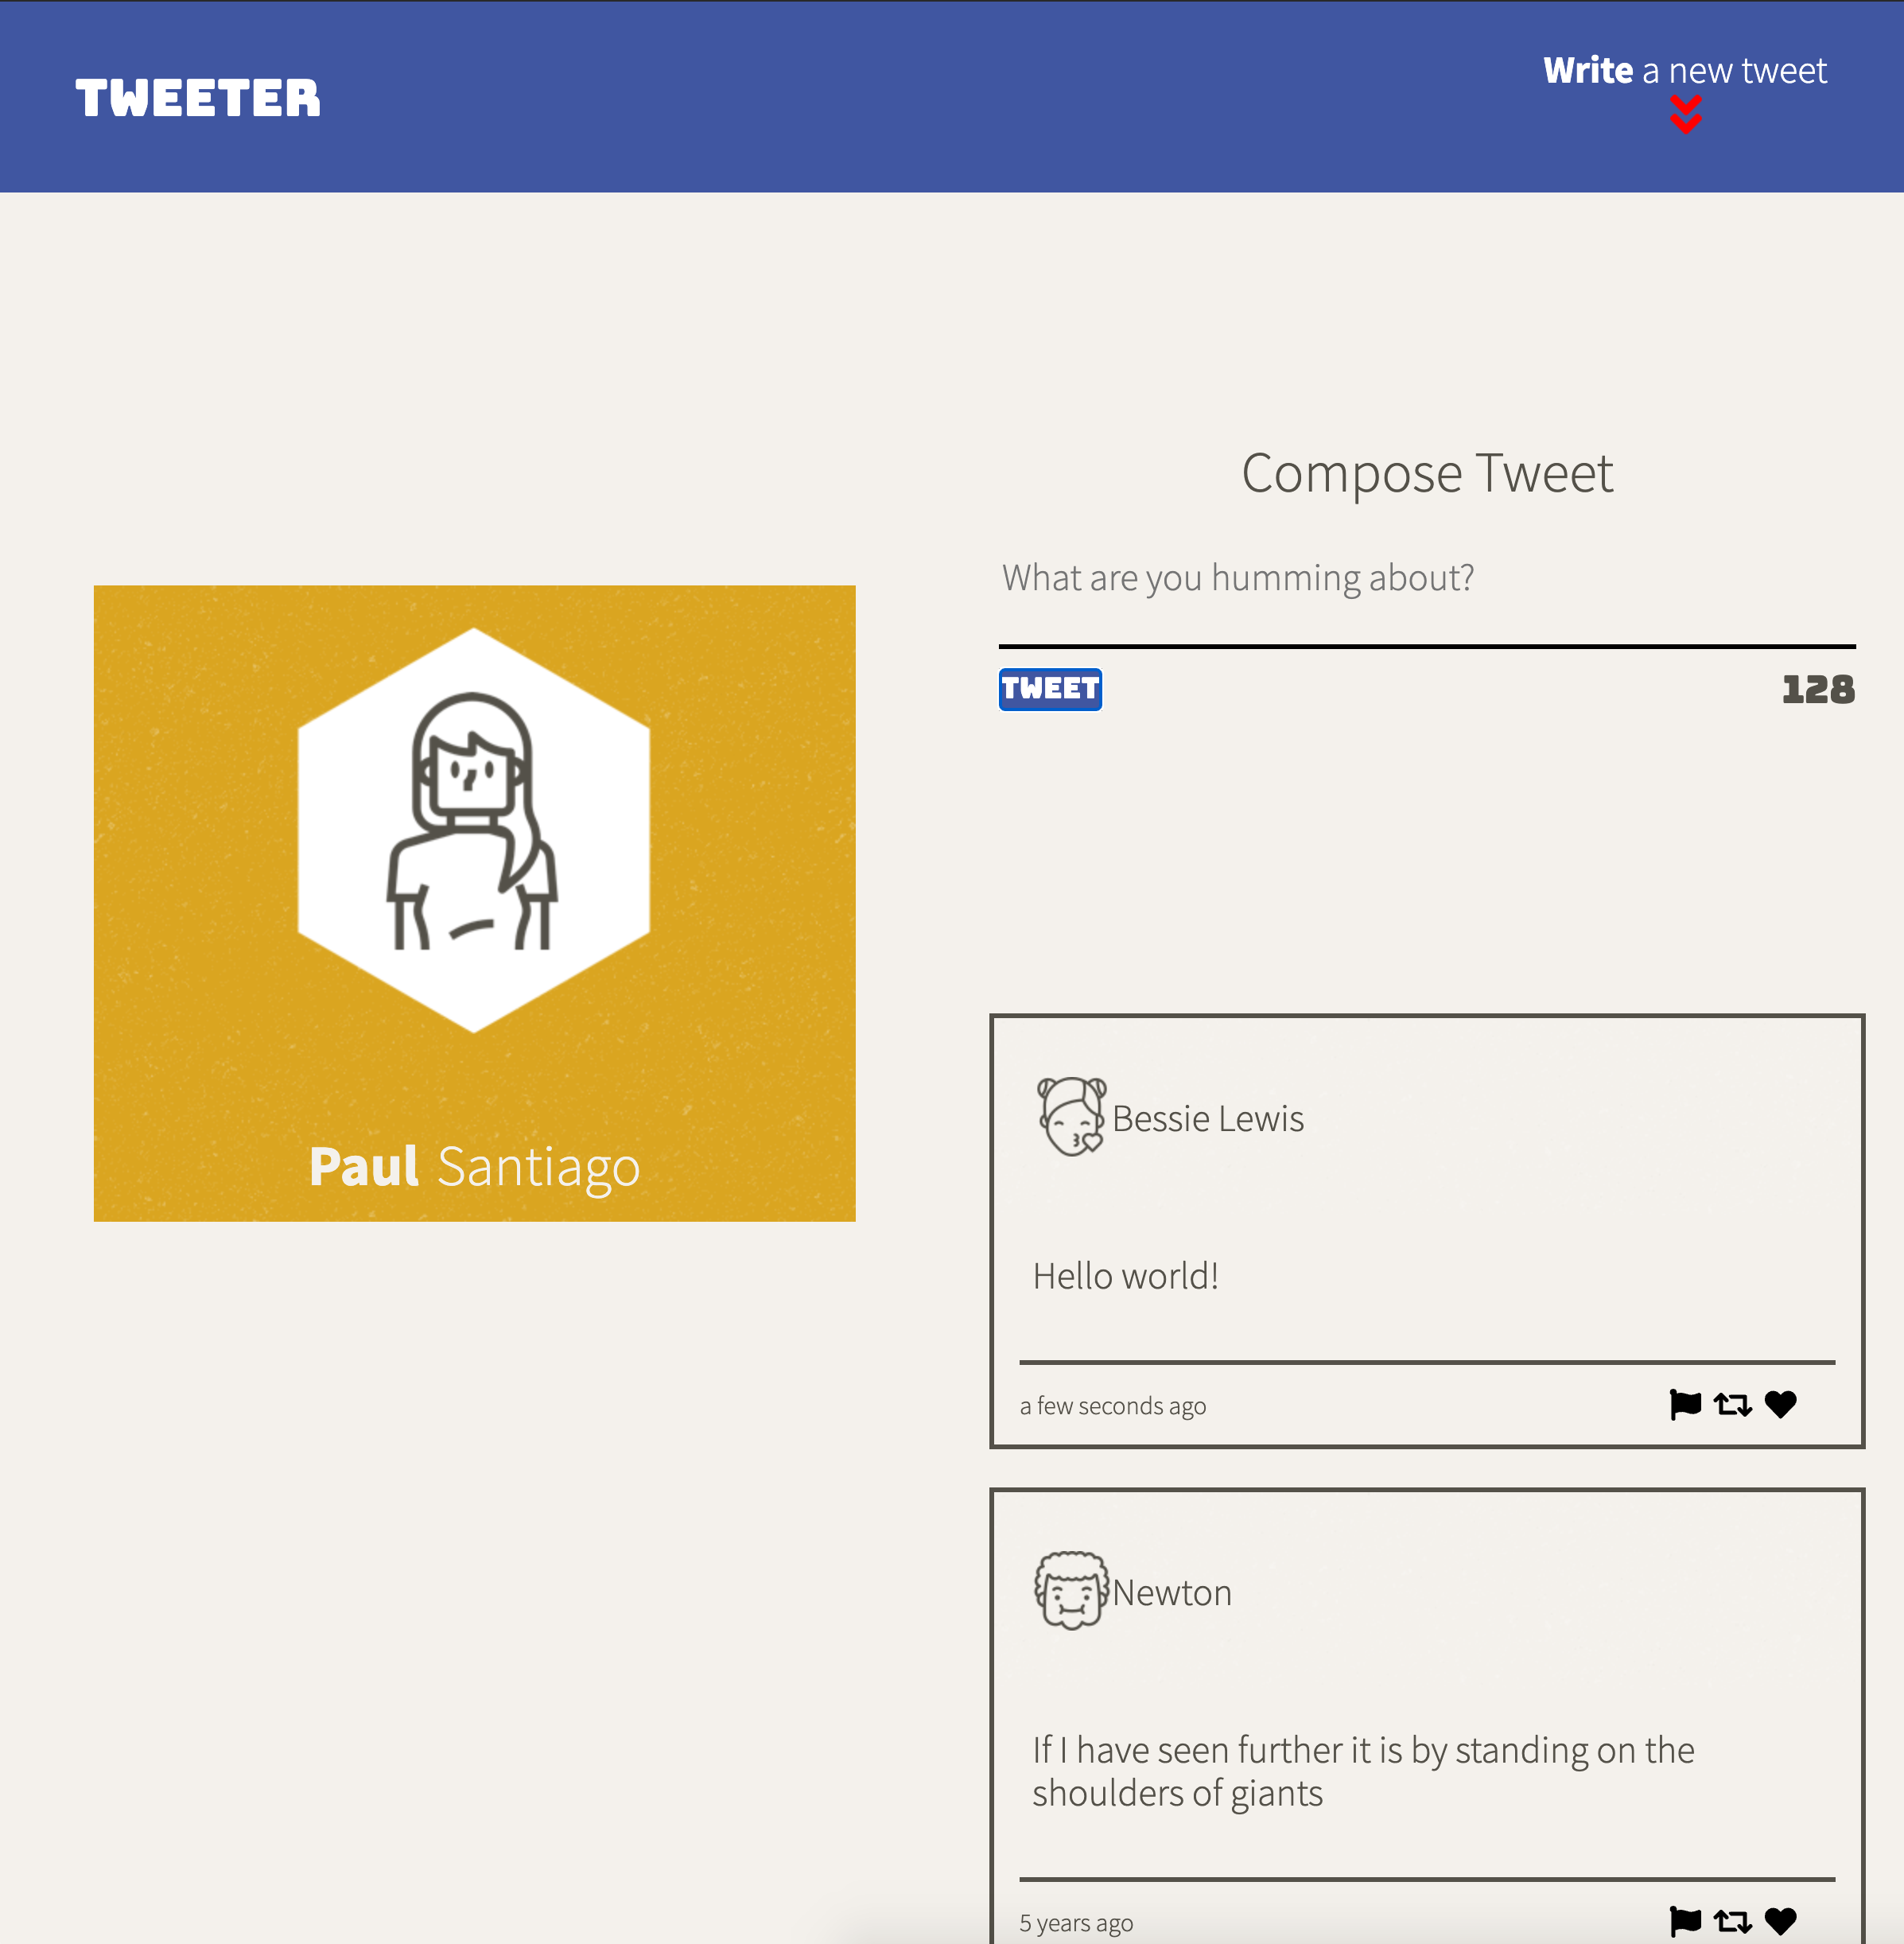 TWEETER
Write a new tweet
Compose Tweet
What are you humming about?
TWEET
128
Paul Santiago
Bessie Lewis
Hello world!
a few seconds ago
Newton
If I have seen further it is by standing on the
shoulders of giants
5 years ago